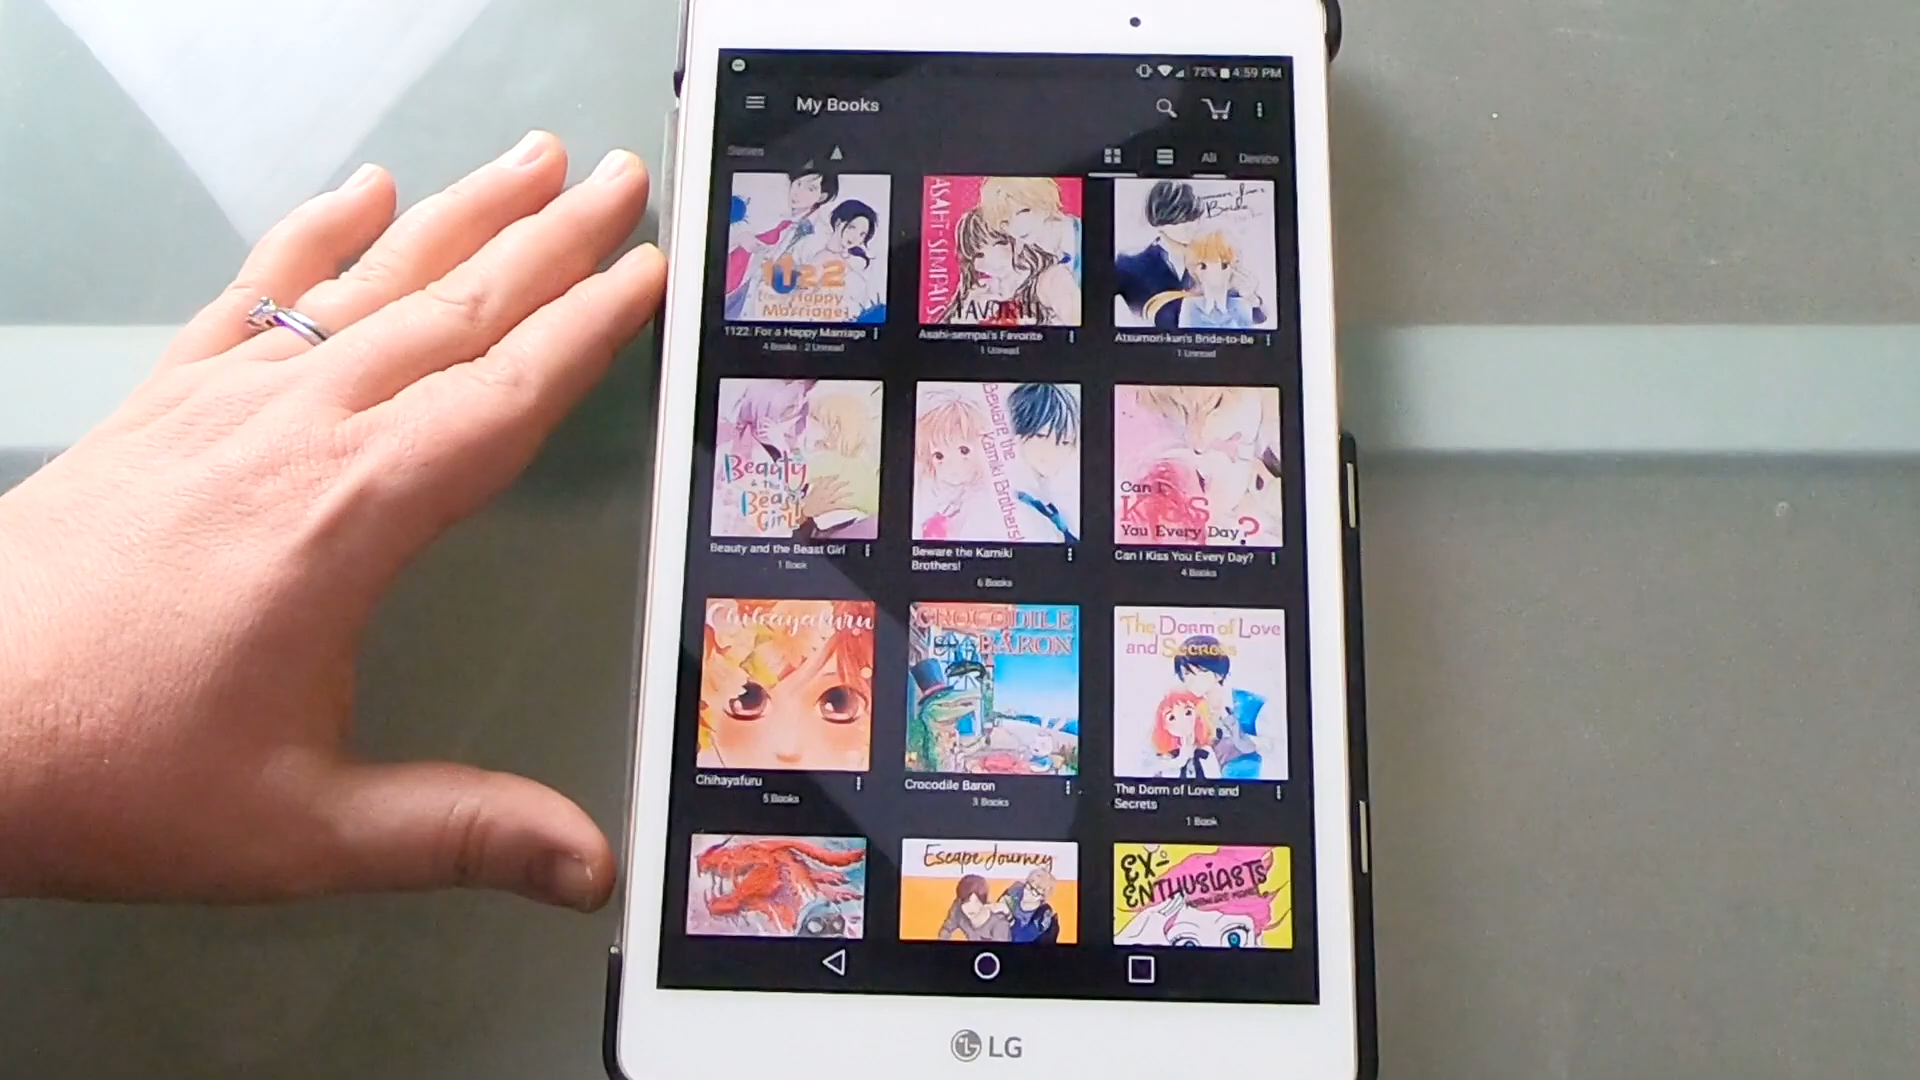 72% 4:59 PM
My Books
Series
All Device
ASAHI-SEMPAI'S
Bride
1122
Happy
Marriage
FAVORITE
1122: For a Happy Marriage
Asahi-sempai's Favorite
Atsumori-kun's Bride-to-Be
4 Books 2 Unread
1 Unread
1 Unread
Beauty
& the
Beast
Girl
Beware the
Kamiki Brothers!
Can I
KISS
You Every Day?
Beauty and the Beast Girl
Beware the Kamiki
Brothers!
Can I Kiss You Every Day?
1 Book
6 Books
4 Books
Chihayafuru
CROCODILE
BARON
The Dorm of Love
and Secrets
Chihayafuru
Crocodile Baron
The Dorm of Love and
Secrets
5 Books
3 Books
1 Book
Escape Journey
EX-
ENTHUSIASTS
LG